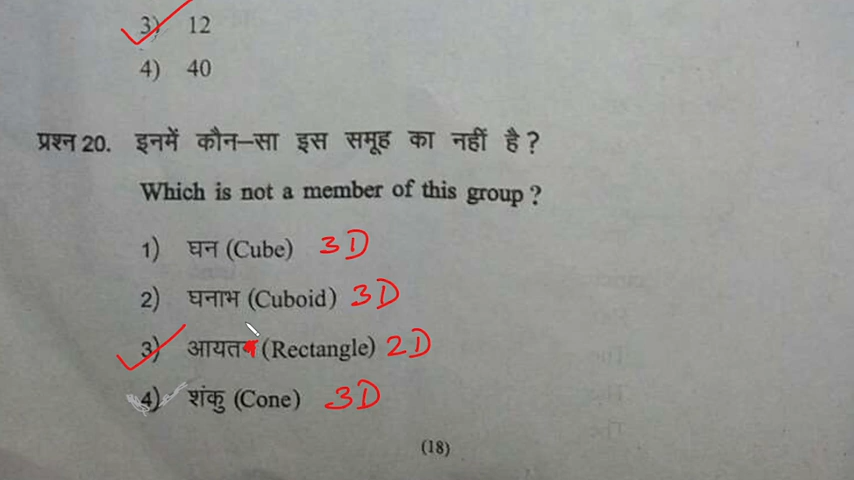 3) 12
4) 40
प्रश्न 20. इनमें कौन-सा इस समूह का नहीं है ?
Which is not a member of this group ?
1) घन (Cube) 3D
2) घनाभ (Cuboid) 3D
3) आयत (Rectangle) 2D
4) शंकु (Cone) 3D
(18)